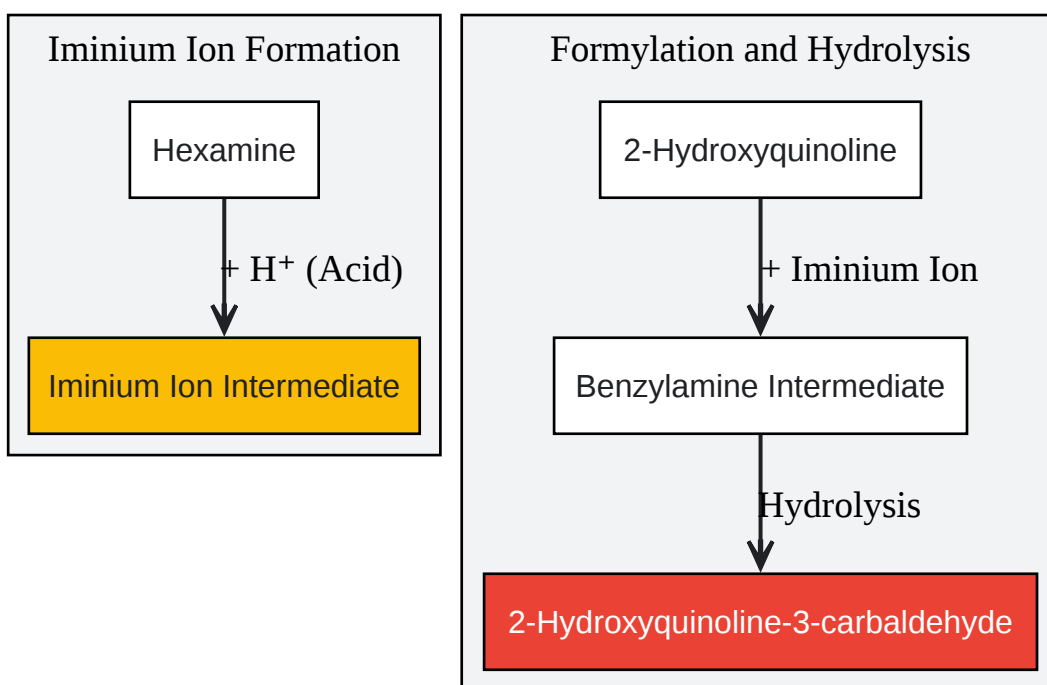 Iminium Ion Formation
Hexamine
+ H⁺ (Acid)
Iminium Ion Intermediate
Formylation and Hydrolysis
2-Hydroxyquinoline
+ Iminium Ion
Benzylamine Intermediate
Hydrolysis
2-Hydroxyquinoline-3-carbaldehyde